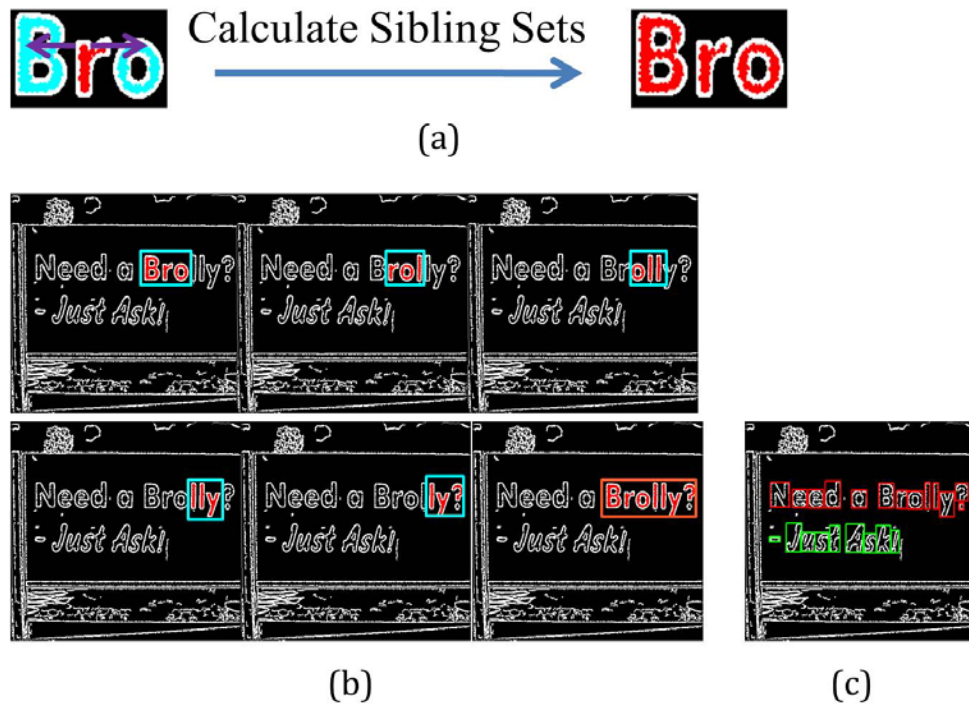 Bro Calculate Sibling Sets Bro
(a)
Need a Brolly? Need a Brolly? Need a Brolly?
- Just Ask! - Just Ask! - Just Ask!
Need a Brolly? Need a Brolly? Need a Brolly? Need a Brolly?
- Just Ask! - Just Ask! - Just Ask! - Just Ask!
(b) (c)